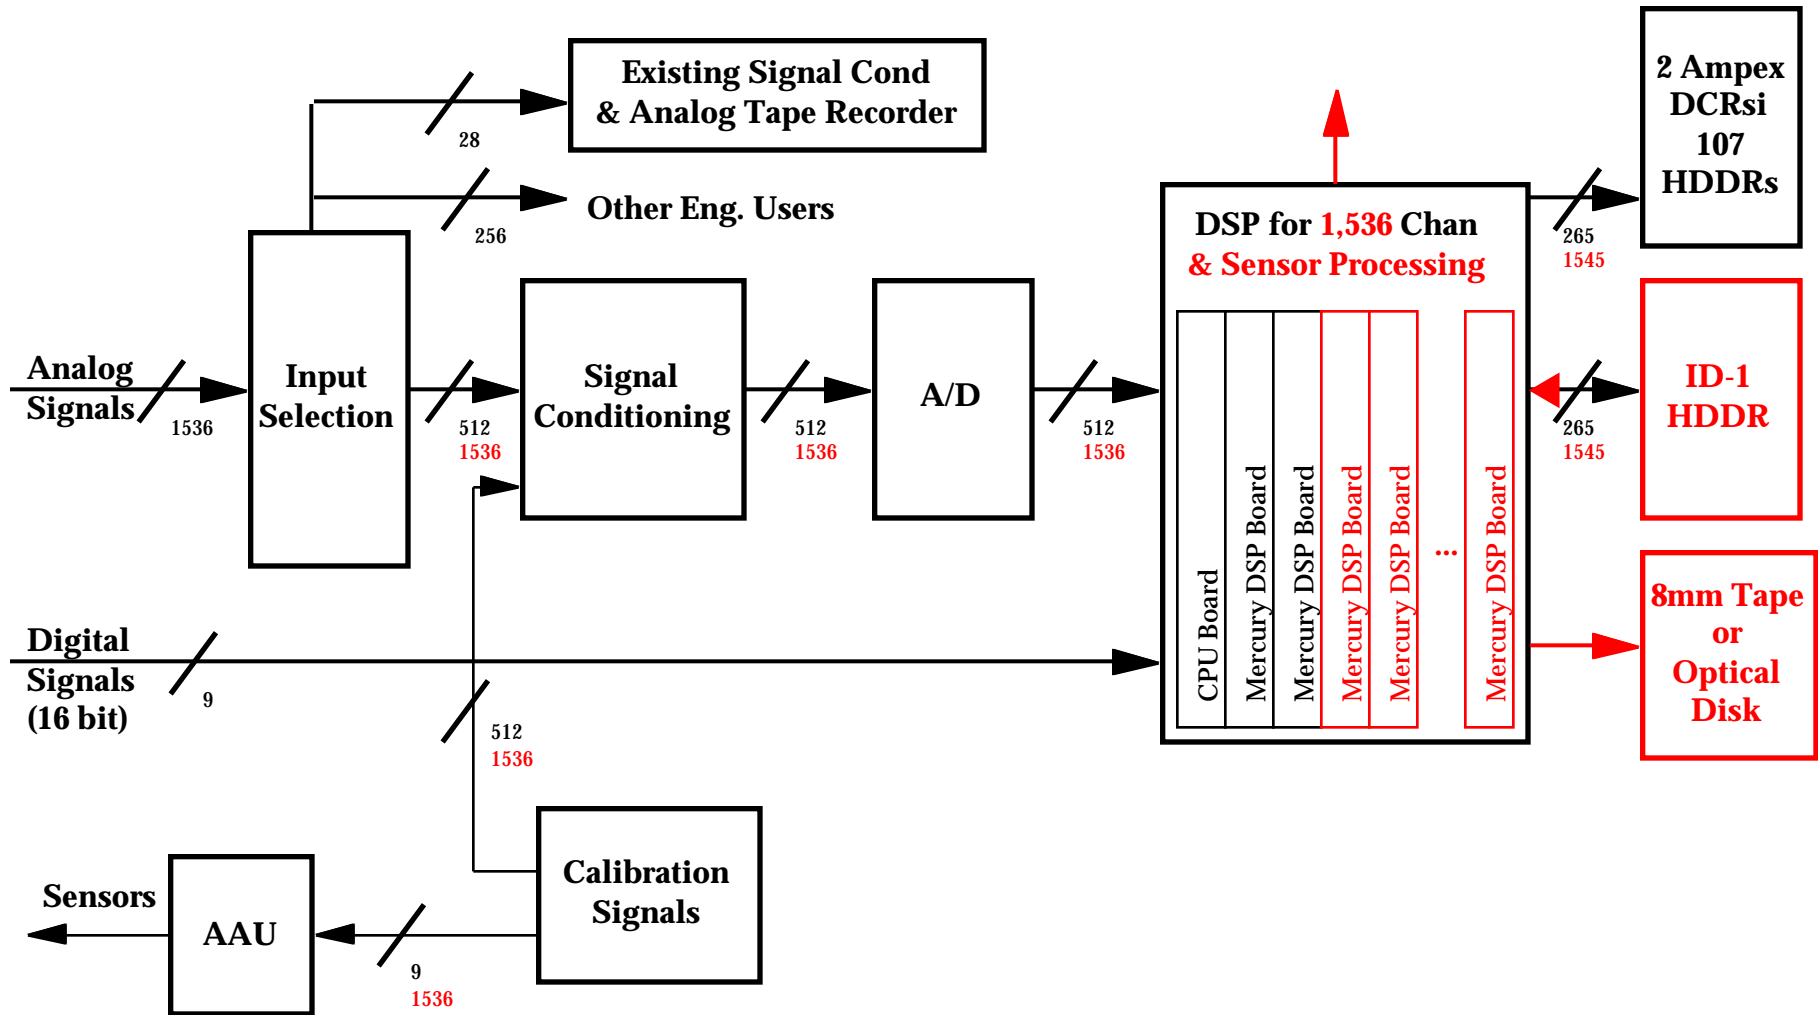 Existing Signal Cond
& Analog Tape Recorder
28
Other Eng. Users
256
Analog
Signals
1536
Input
Selection
512
1536
Signal
Conditioning
512
1536
A/D
512
1536
DSP for 1,536 Chan
& Sensor Processing
CPU Board
Mercury DSP Board
Mercury DSP Board
Mercury DSP Board
Mercury DSP Board
...
Mercury DSP Board
2 Ampex
DCRsi
107
HDDRs
265
1545
ID-1
HDDR
265
1545
8mm Tape
or
Optical
Disk
Digital
Signals
(16 bit)
9
512
1536
Calibration
Signals
Sensors
AAU
9
1536